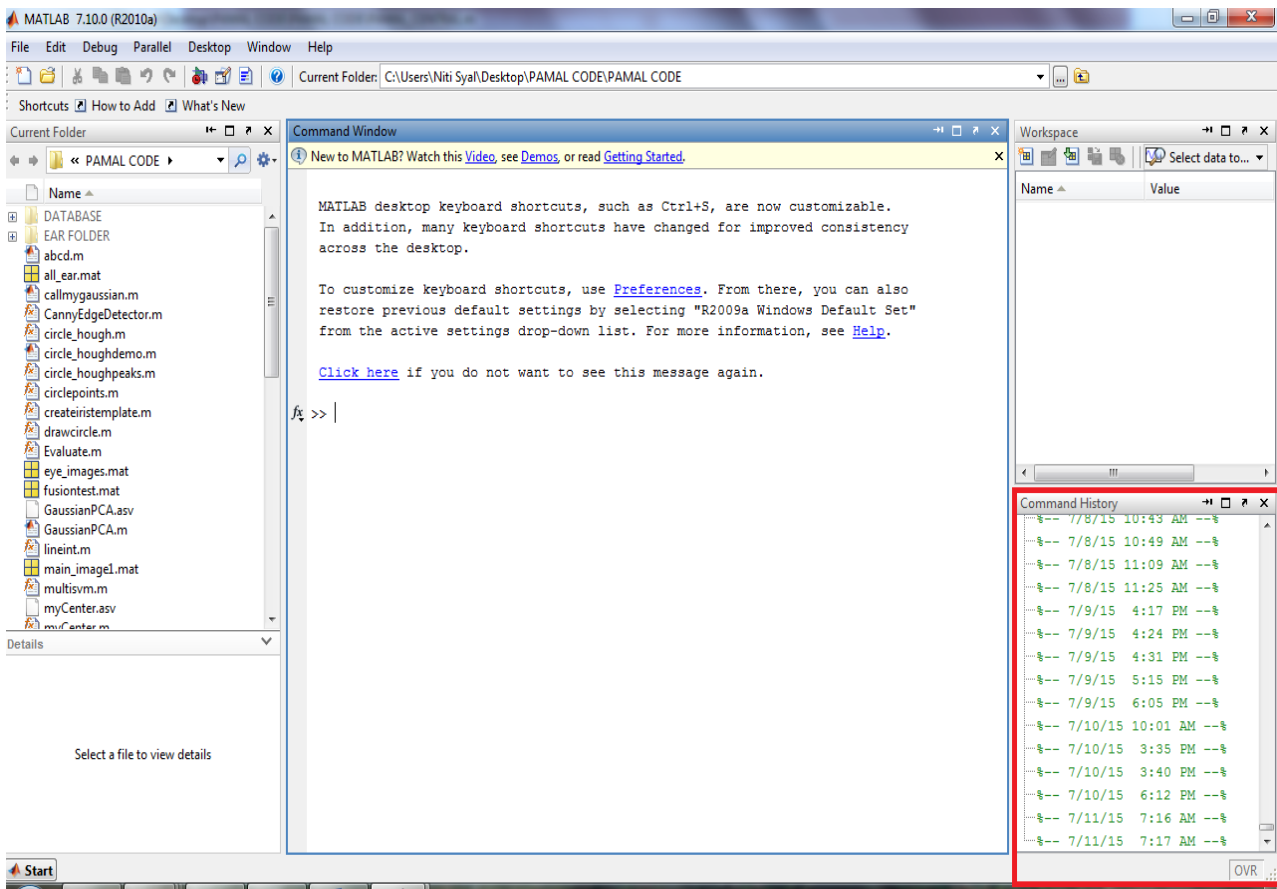 MATLAB 7.10.0 (R2010a)
File Edit Debug Parallel Desktop Window Help
Current Folder: C:\Users\Niti Syal\Desktop\PAMAL CODE\PAMAL CODE
Shortcuts How to Add What's New
Current Folder
« PAMAL CODE
Name
DATABASE
EAR FOLDER
abcd.m
all_ear.mat
callmygaussian.m
CannyEdgeDetector.m
circle_hough.m
circle_houghdemo.m
circle_houghpeaks.m
circlepoints.m
createiristemplate.m
drawcircle.m
Evaluate.m
eye_images.mat
fusiontest.mat
GaussianPCA.asv
GaussianPCA.m
lineint.m
main_image1.mat
multisvm.m
myCenter.asv
myCenter.m
Details
Select a file to view details
Start
Command Window
New to MATLAB? Watch this Video, see Demos, or read Getting Started.
MATLAB desktop keyboard shortcuts, such as Ctrl+S, are now customizable.
In addition, many keyboard shortcuts have changed for improved consistency
across the desktop.
To customize keyboard shortcuts, use Preferences. From there, you can also
restore previous default settings by selecting "R2009a Windows Default Set"
from the active settings drop-down list. For more information, see Help.
Click here if you do not want to see this message again.
fx >>
Workspace
Select data to...
Name Value
Command History
%-- 7/8/15 10:43 AM --%
%-- 7/8/15 10:49 AM --%
%-- 7/8/15 11:09 AM --%
%-- 7/8/15 11:25 AM --%
%-- 7/9/15 4:17 PM --%
%-- 7/9/15 4:24 PM --%
%-- 7/9/15 4:31 PM --%
%-- 7/9/15 5:15 PM --%
%-- 7/9/15 6:05 PM --%
%-- 7/10/15 10:01 AM --%
%-- 7/10/15 3:35 PM --%
%-- 7/10/15 3:40 PM --%
%-- 7/10/15 6:12 PM --%
%-- 7/11/15 7:16 AM --%
%-- 7/11/15 7:17 AM --%
OVR